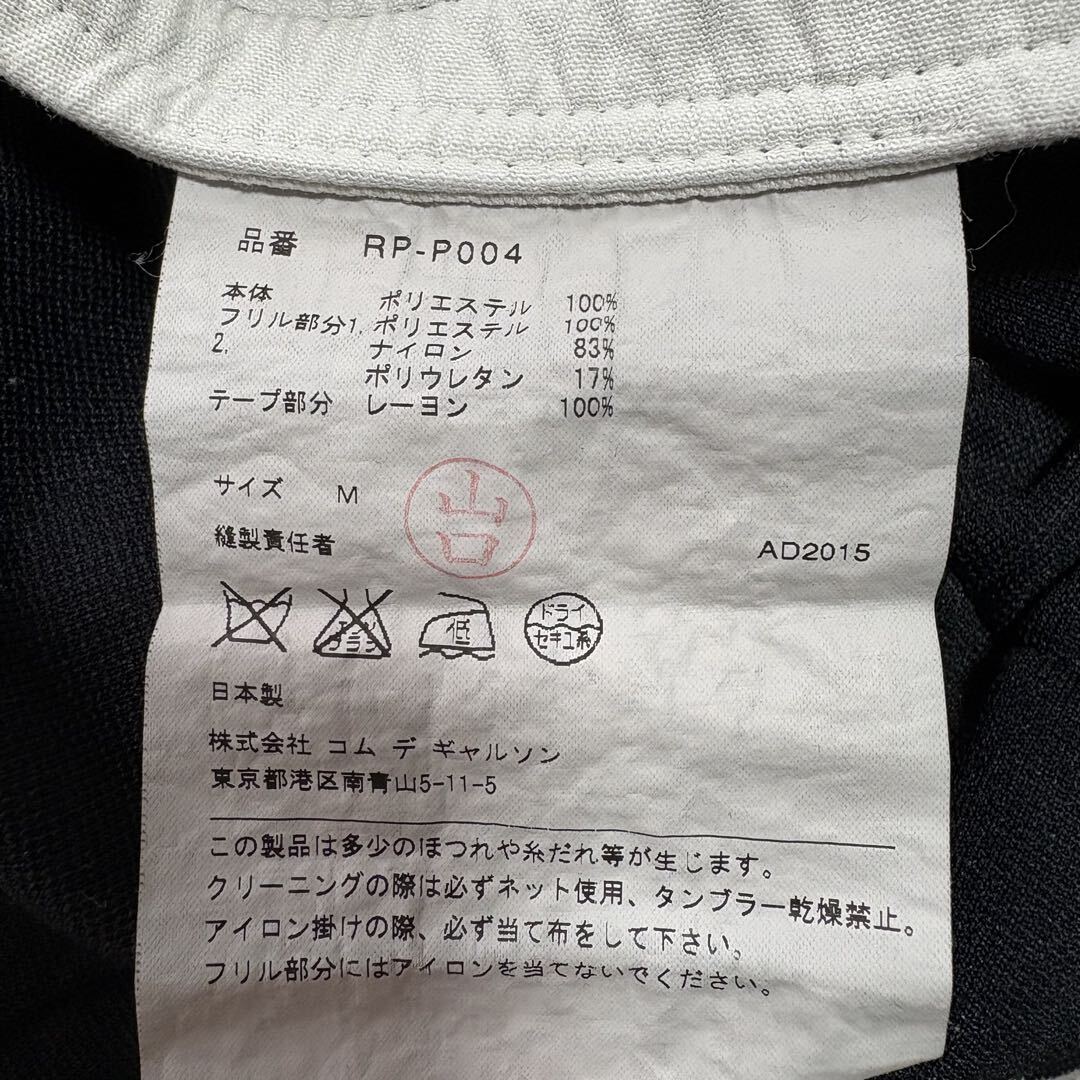 品番 RP-P004
本体 ポリエステル 100%
フリル部分1. ポリエステル 100%
2. ナイロン 83%
ポリウレタン 17%
テープ部分 レーヨン 100%
サイズ M
山口
縫製責任者 AD2015
エンソ サラシ 低 ドライ セキユ系
日本製
株式会社 コム デ ギャルソン
東京都港区南青山5-11-5
この製品は多少のほつれや糸だれ等が生じます。
クリーニングの際は必ずネット使用、タンブラー乾燥禁止。
アイロン掛けの際、必ず当て布をして下さい。
フリル部分にはアイロンを当てないでください。